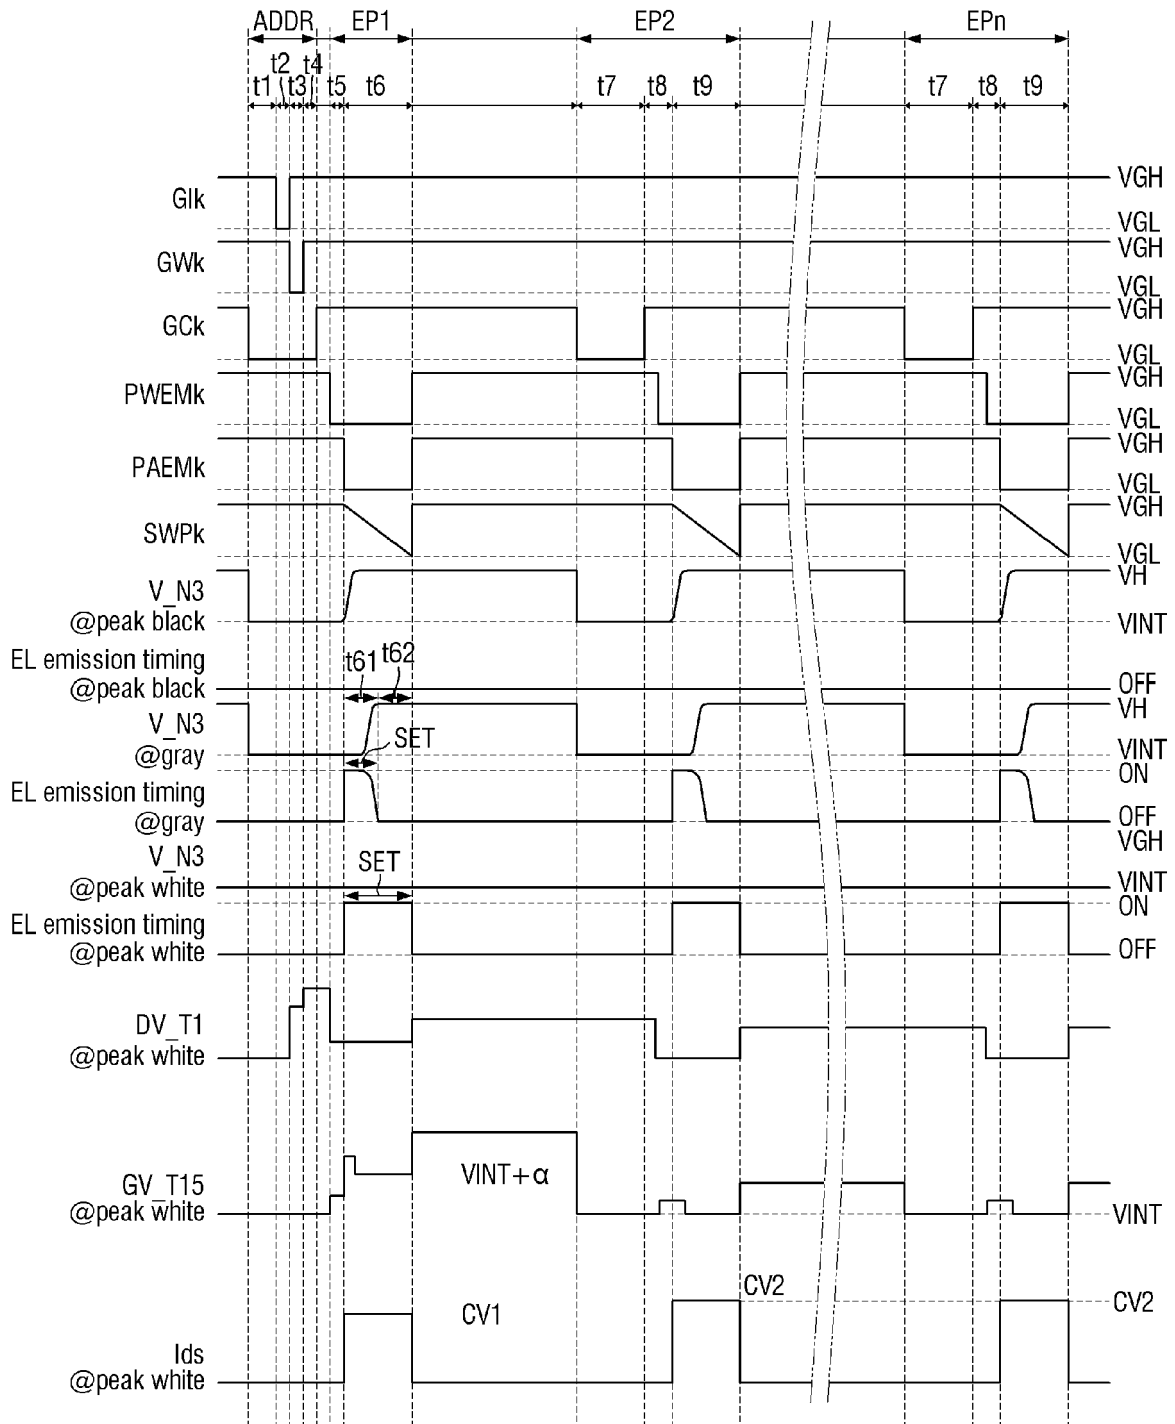 ADDR EP1 EP2 EPn
t1 t2 t3 t4 t5 t6 t7 t8 t9 t7 t8 t9
GIk VGH
VGL
GWk VGH
VGL
GCk VGH
VGL
PWEMk VGH
VGL
PAEMk VGH
VGL
SWPk VGH
VGL
V_N3 VH
@peak black VINT
EL emission timing t61 t62
@peak black OFF
V_N3 VH
@gray SET VINT
EL emission timing ON
@gray OFF
V_N3 VGH
@peak white SET VINT
EL emission timing ON
@peak white OFF
DV_T1
@peak white
GV_T15 VINT+α
@peak white VINT
CV1 CV2 CV2
Ids
@peak white